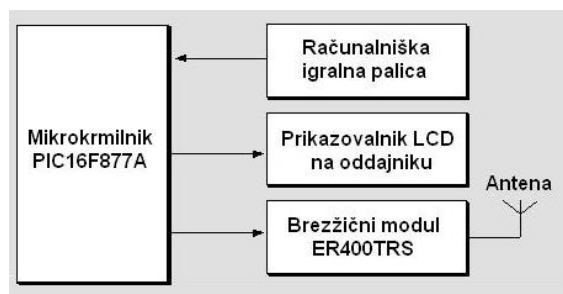 Računalniška
igralna palica
Mikrokrmilnik
PIC16F877A
Prikazovalnik LCD
na oddajniku
Antena
Brezžični modul
ER400TRS